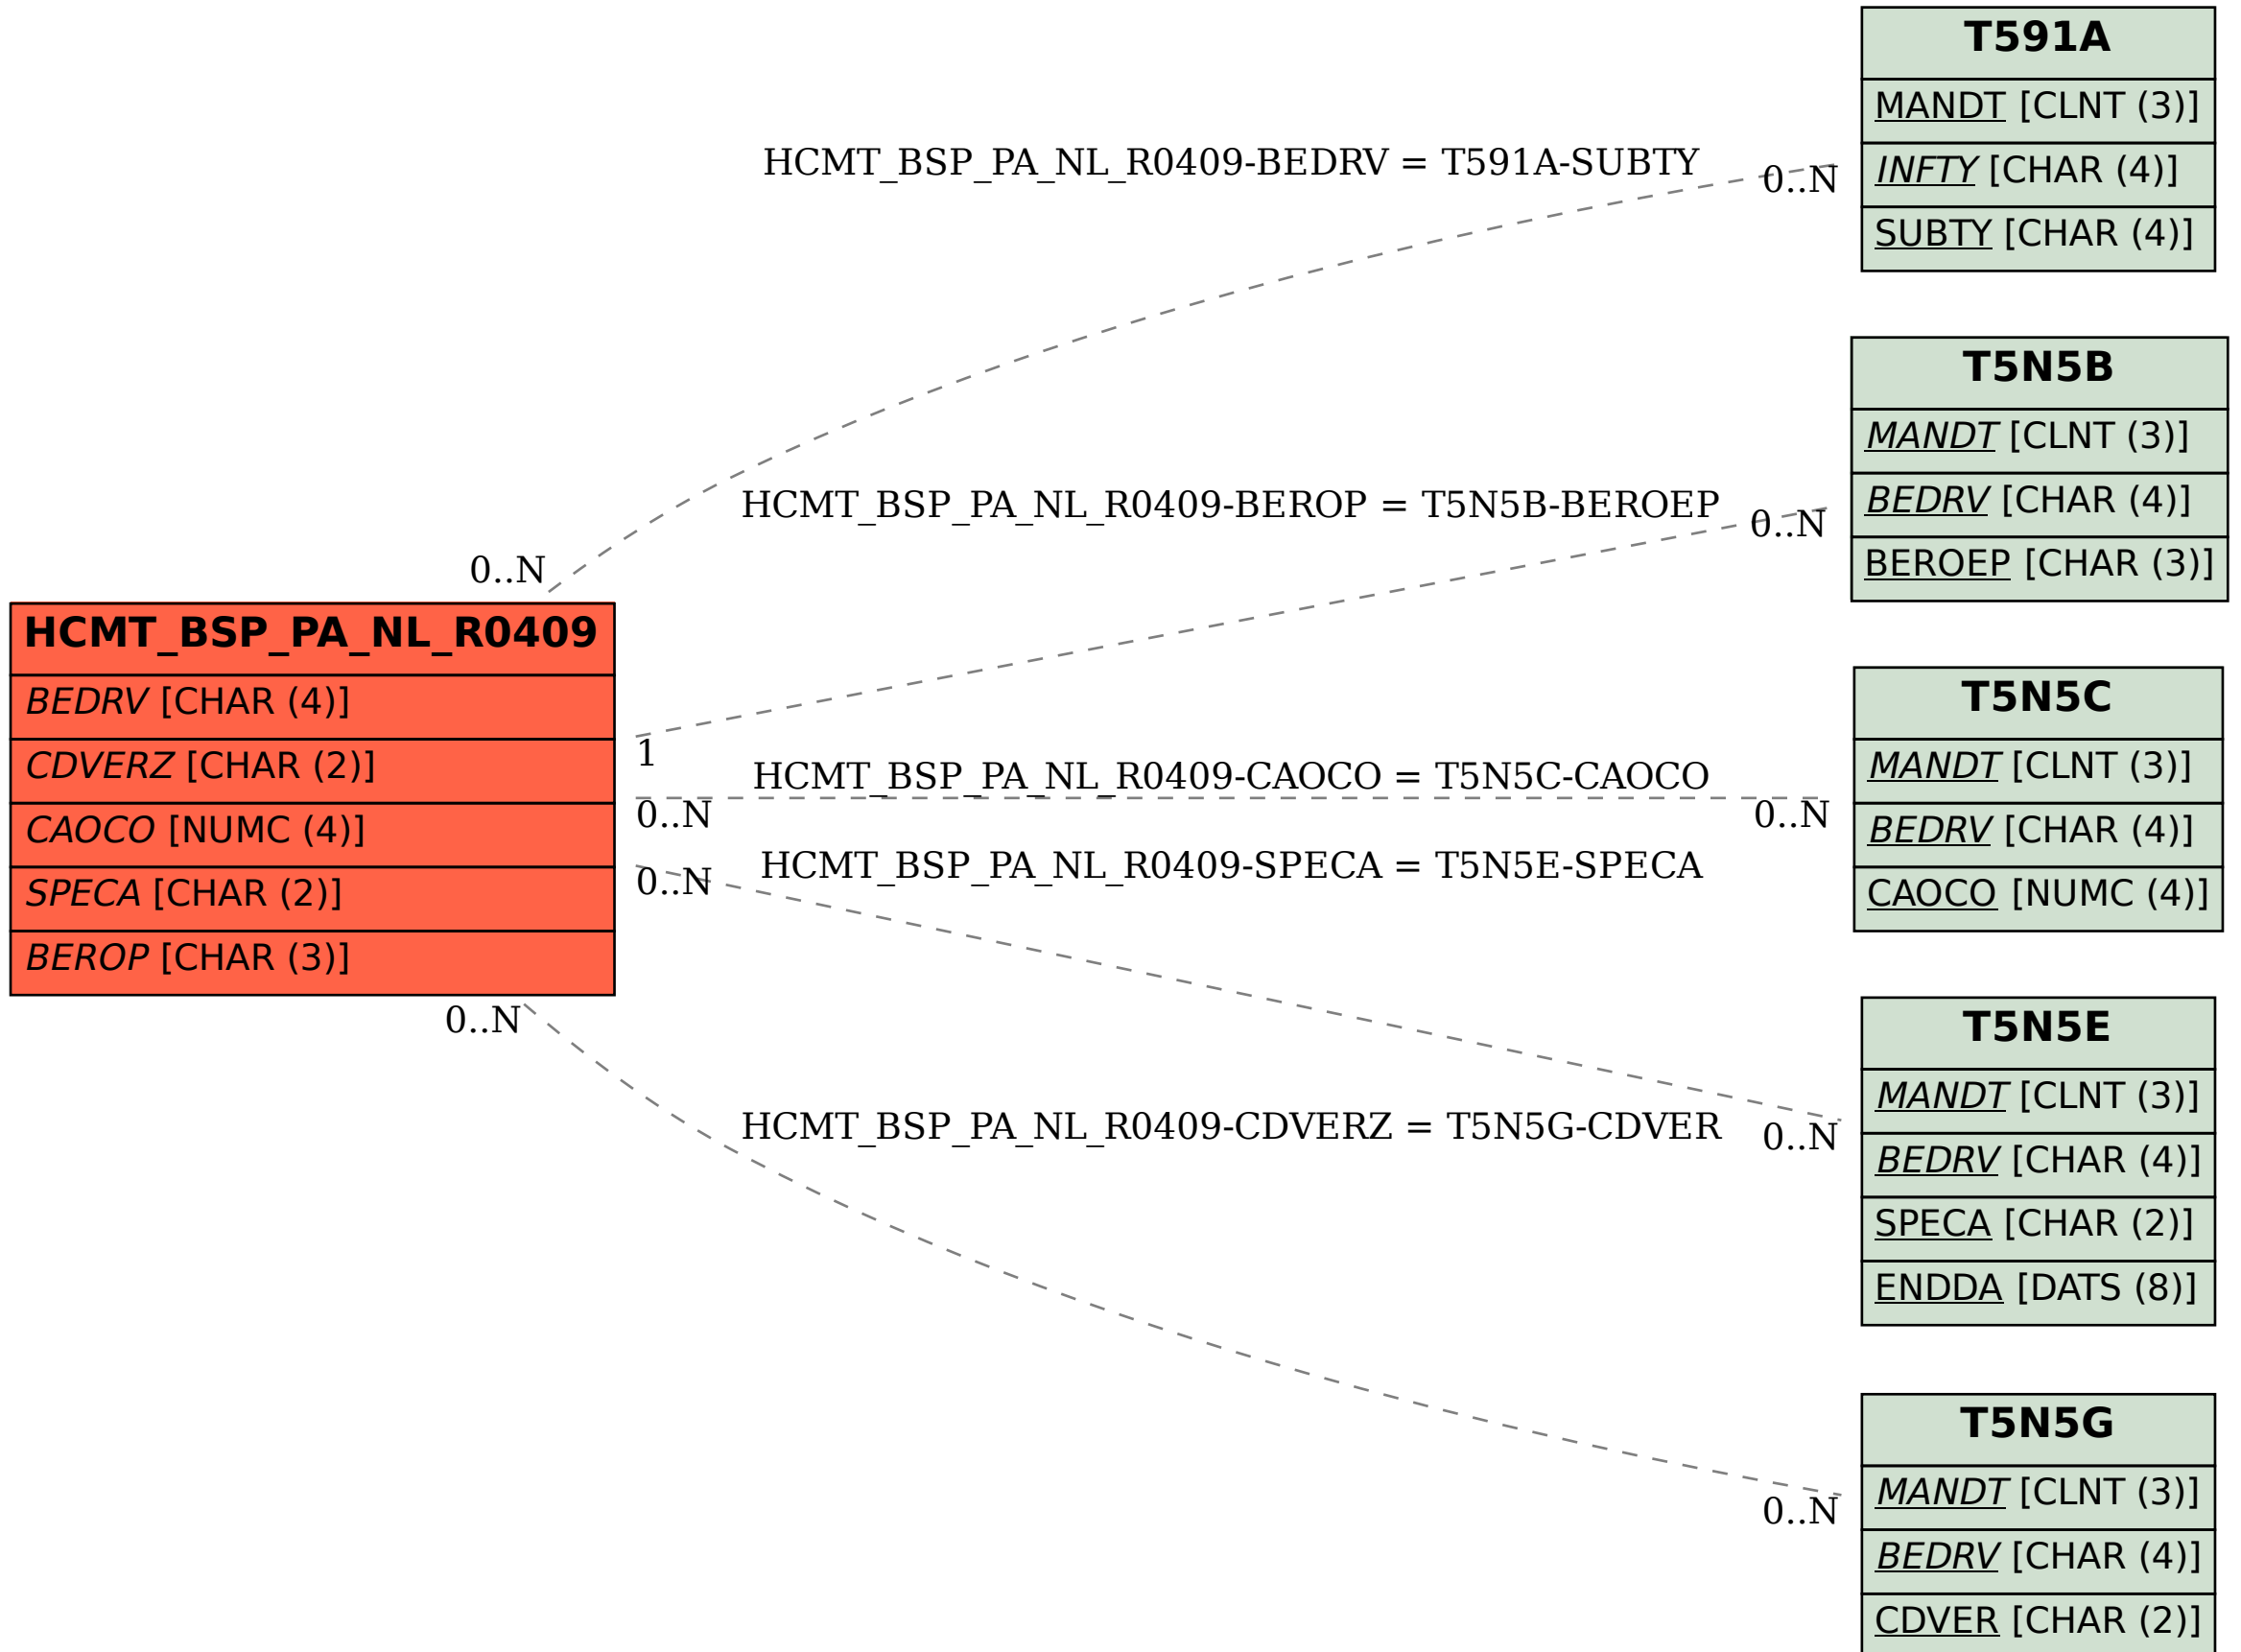 T591A
MANDT [CLNT (3)]
INFTY [CHAR (4)]
SUBTY [CHAR (4)]
HCMT_BSP_PA_NL_R0409-BEDRV = T591A-SUBTY
0..N
0..N
T5N5B
MANDT [CLNT (3)]
BEDRV [CHAR (4)]
BEROEP [CHAR (3)]
HCMT_BSP_PA_NL_R0409-BEROP = T5N5B-BEROEP
0..N
1
HCMT_BSP_PA_NL_R0409
BEDRV [CHAR (4)]
CDVERZ [CHAR (2)]
CAOCO [NUMC (4)]
SPECA [CHAR (2)]
BEROP [CHAR (3)]
T5N5C
MANDT [CLNT (3)]
BEDRV [CHAR (4)]
CAOCO [NUMC (4)]
HCMT_BSP_PA_NL_R0409-CAOCO = T5N5C-CAOCO
0..N
0..N
HCMT_BSP_PA_NL_R0409-SPECA = T5N5E-SPECA
0..N
0..N
T5N5E
MANDT [CLNT (3)]
BEDRV [CHAR (4)]
SPECA [CHAR (2)]
ENDDA [DATS (8)]
0..N
HCMT_BSP_PA_NL_R0409-CDVERZ = T5N5G-CDVER
0..N
T5N5G
MANDT [CLNT (3)]
BEDRV [CHAR (4)]
CDVER [CHAR (2)]